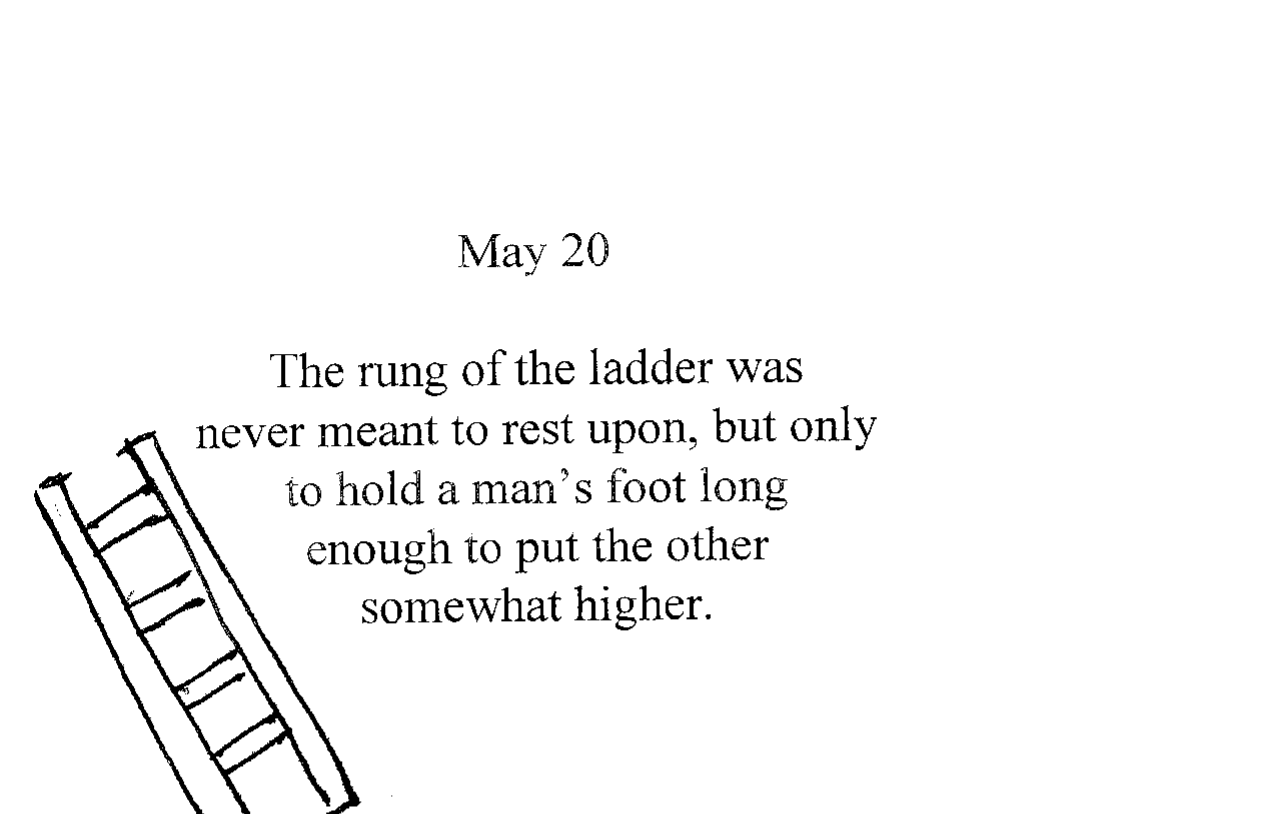 May 20
The rung of the ladder was
never meant to rest upon, but only
to hold a man’s foot long
enough to put the other
somewhat higher.